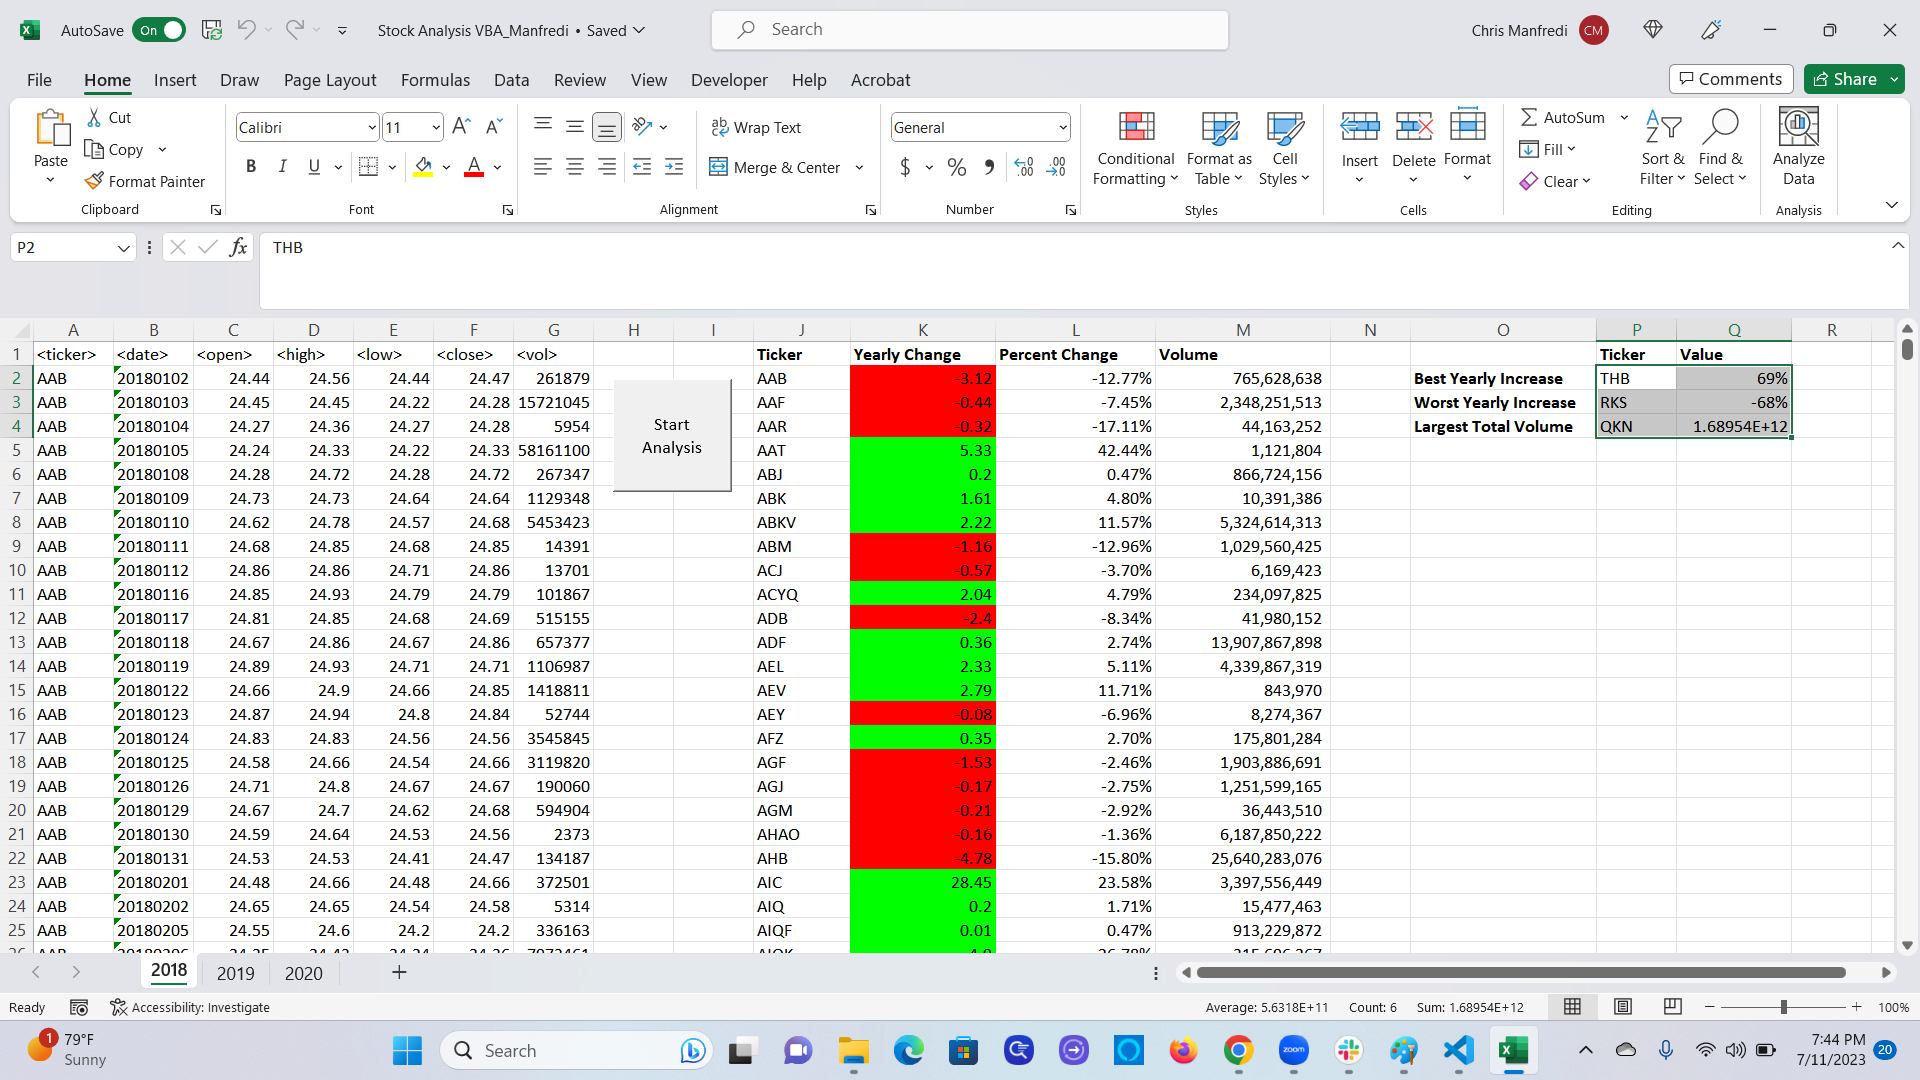 AutoSave On Stock Analysis VBA_Manfredi • Saved Search Chris Manfredi CM
File Home Insert Draw Page Layout Formulas Data Review View Developer Help Acrobat Comments Share
Paste Cut Copy Format Painter Clipboard
Calibri 11 B I U A Font
Wrap Text Merge & Center Alignment
General $ % Number
Conditional Formatting Format as Table Cell Styles Styles
Insert Delete Format Cells
AutoSum Fill Clear Sort & Filter Find & Select Editing
Analyze Data Analysis
P2 fx THB
A B C D E F G H I J K L M N O P Q R
1 <ticker> <date> <open> <high> <low> <close> <vol> Ticker Yearly Change Percent Change Volume Ticker Value
2 AAB 20180102 24.44 24.56 24.44 24.47 261879 AAB -3.12 -12.77% 765,628,638 Best Yearly Increase THB 69%
3 AAB 20180103 24.45 24.45 24.22 24.28 15721045 AAF -0.44 -7.45% 2,348,251,513 Worst Yearly Increase RKS -68%
4 AAB 20180104 24.27 24.36 24.27 24.28 5954 AAR -0.32 -17.11% 44,163,252 Largest Total Volume QKN 1.68954E+12
5 AAB 20180105 24.24 24.33 24.22 24.33 58161100 AAT 5.33 42.44% 1,121,804
6 AAB 20180108 24.28 24.72 24.28 24.72 267347 ABJ 0.2 0.47% 866,724,156
7 AAB 20180109 24.73 24.73 24.64 24.64 1129348 ABK 1.61 4.80% 10,391,386
8 AAB 20180110 24.62 24.78 24.57 24.68 5453423 ABKV 2.22 11.57% 5,324,614,313
9 AAB 20180111 24.68 24.85 24.68 24.85 14391 ABM -1.16 -12.96% 1,029,560,425
10 AAB 20180112 24.86 24.86 24.71 24.86 13701 ACJ -0.57 -3.70% 6,169,423
11 AAB 20180116 24.85 24.93 24.79 24.79 101867 ACYQ 2.04 4.79% 234,097,825
12 AAB 20180117 24.81 24.85 24.68 24.69 515155 ADB -2.4 -8.34% 41,980,152
13 AAB 20180118 24.67 24.86 24.67 24.86 657377 ADF 0.36 2.74% 13,907,867,898
14 AAB 20180119 24.89 24.93 24.71 24.71 1106987 AEL 2.33 5.11% 4,339,867,319
15 AAB 20180122 24.66 24.9 24.66 24.85 1418811 AEV 2.79 11.71% 843,970
16 AAB 20180123 24.87 24.94 24.8 24.84 52744 AEY -0.08 -6.96% 8,274,367
17 AAB 20180124 24.83 24.83 24.56 24.56 3545845 AFZ 0.35 2.70% 175,801,284
18 AAB 20180125 24.58 24.66 24.54 24.66 3119820 AGF -1.53 -2.46% 1,903,886,691
19 AAB 20180126 24.71 24.8 24.67 24.67 190060 AGJ -0.17 -2.75% 1,251,599,165
20 AAB 20180129 24.67 24.7 24.62 24.68 594904 AGM -0.21 -2.92% 36,443,510
21 AAB 20180130 24.59 24.64 24.53 24.56 2373 AHAO -0.16 -1.36% 6,187,850,222
22 AAB 20180131 24.53 24.53 24.41 24.47 134187 AHB -4.78 -15.80% 25,640,283,076
23 AAB 20180201 24.48 24.66 24.48 24.66 372501 AIC 28.45 23.58% 3,397,556,449
24 AAB 20180202 24.65 24.65 24.54 24.58 5314 AIQ 0.2 1.71% 15,477,463
25 AAB 20180205 24.55 24.6 24.2 24.2 336163 AIQF 0.01 0.47% 913,229,872
Start
Analysis
2018 2019 2020
Ready Accessibility: Investigate Average: 5.6318E+11 Count: 6 Sum: 1.68954E+12 100%
1 79°F Sunny Search zoom 7:44 PM 7/11/2023 20